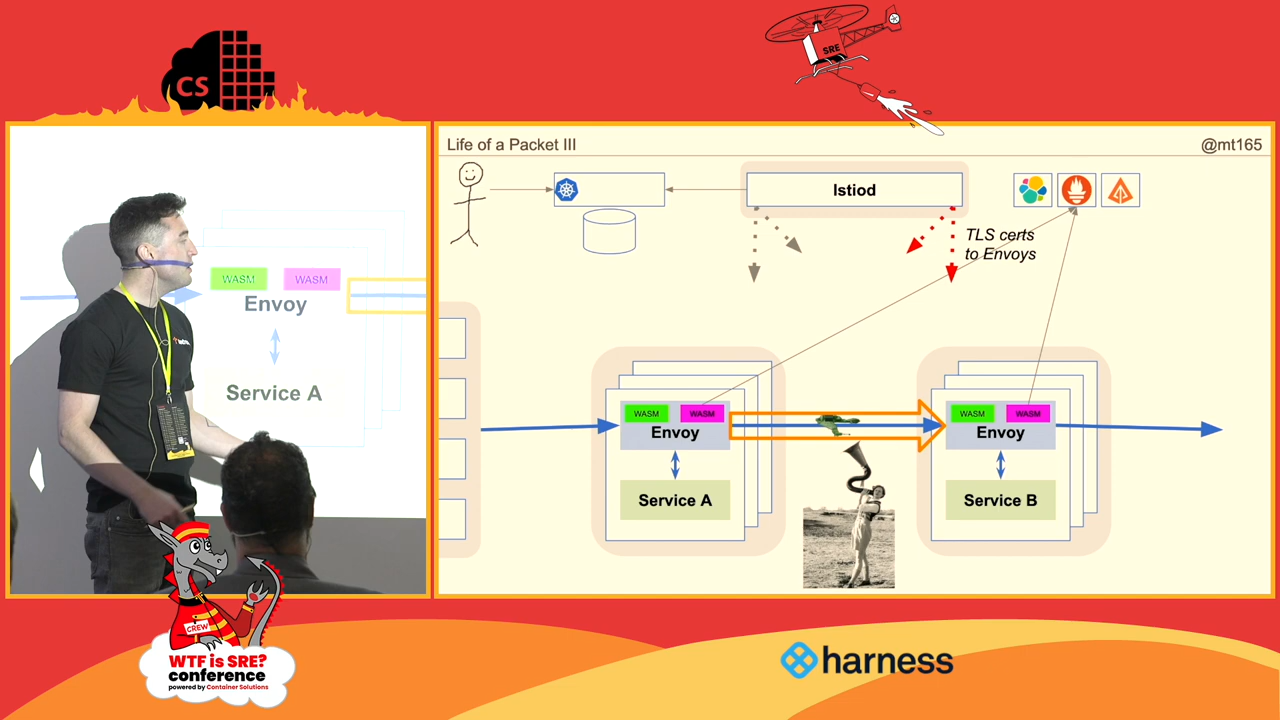 CS
SRE
WASM
WASM
Envoy
Service A
CREW
WTF is SRE?
conference
powered by Container Solutions
Life of a Packet III
@mt165
Istiod
TLS certs
to Envoys
WASM
WASM
Envoy
Service A
WASM
WASM
Envoy
Service B
harness